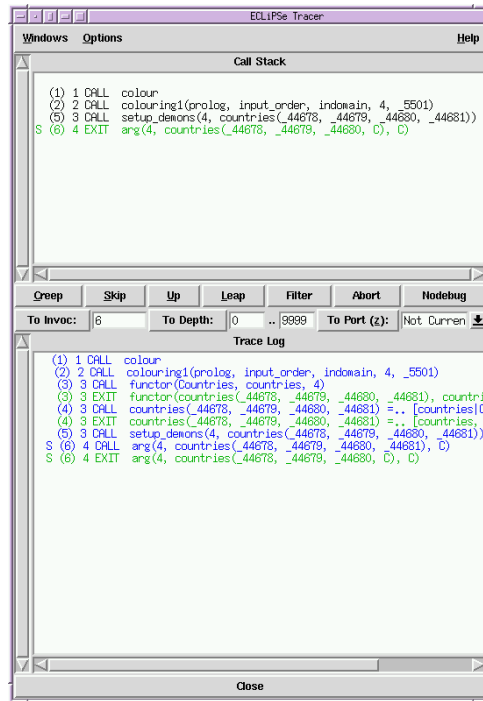 ECLiPSe Tracer
Windows Options Help
Call Stack
(1) 1 CALL colour
(2) 2 CALL colouring1(prolog, input_order, indomain, 4, _5501)
(5) 3 CALL setup_demons(4, countries(_44678, _44679, _44680, _44681))
S (6) 4 EXIT arg(4, countries(_44678, _44679, _44680, C), C)
Creep Skip Up Leap Filter Abort Nodebug
To Invoc: 6 To Depth: 0 .. 9999 To Port (z): Not Curren
Trace Log
(1) 1 CALL colour
(2) 2 CALL colouring1(prolog, input_order, indomain, 4, _5501)
(3) 3 CALL functor(Countries, countries, 4)
(3) 3 EXIT functor(countries(_44678, _44679, _44680, _44681), countri
(4) 3 CALL countries(_44678, _44679, _44680, _44681) =.. [countries|C
(4) 3 EXIT countries(_44678, _44679, _44680, _44681) =.. [countries,
(5) 3 CALL setup_demons(4, countries(_44678, _44679, _44680, _44681))
S (6) 4 CALL arg(4, countries(_44678, _44679, _44680, _44681), C)
S (6) 4 EXIT arg(4, countries(_44678, _44679, _44680, C), C)
Close